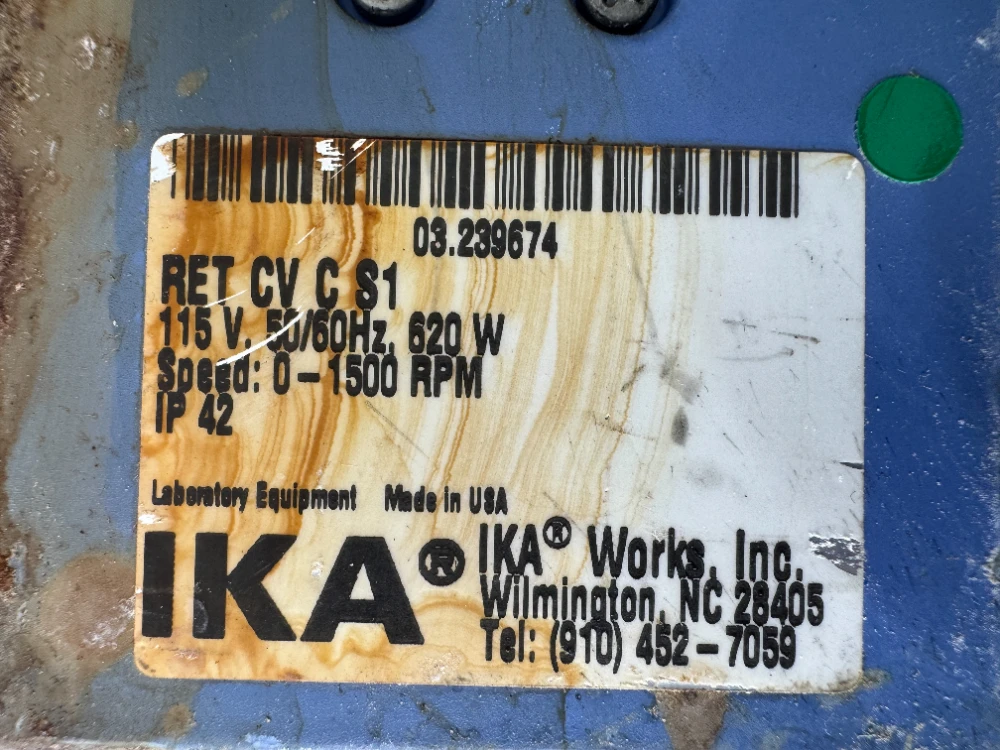 03.239674
RET CV C S1
115 V, 50/60Hz, 620 W
Speed: 0-1500 RPM
IP 42
Laboratory Equipment Made in USA
IKA®
IKA® Works, Inc.
Wilmington, NC 28405
Tel: (910) 452-7059